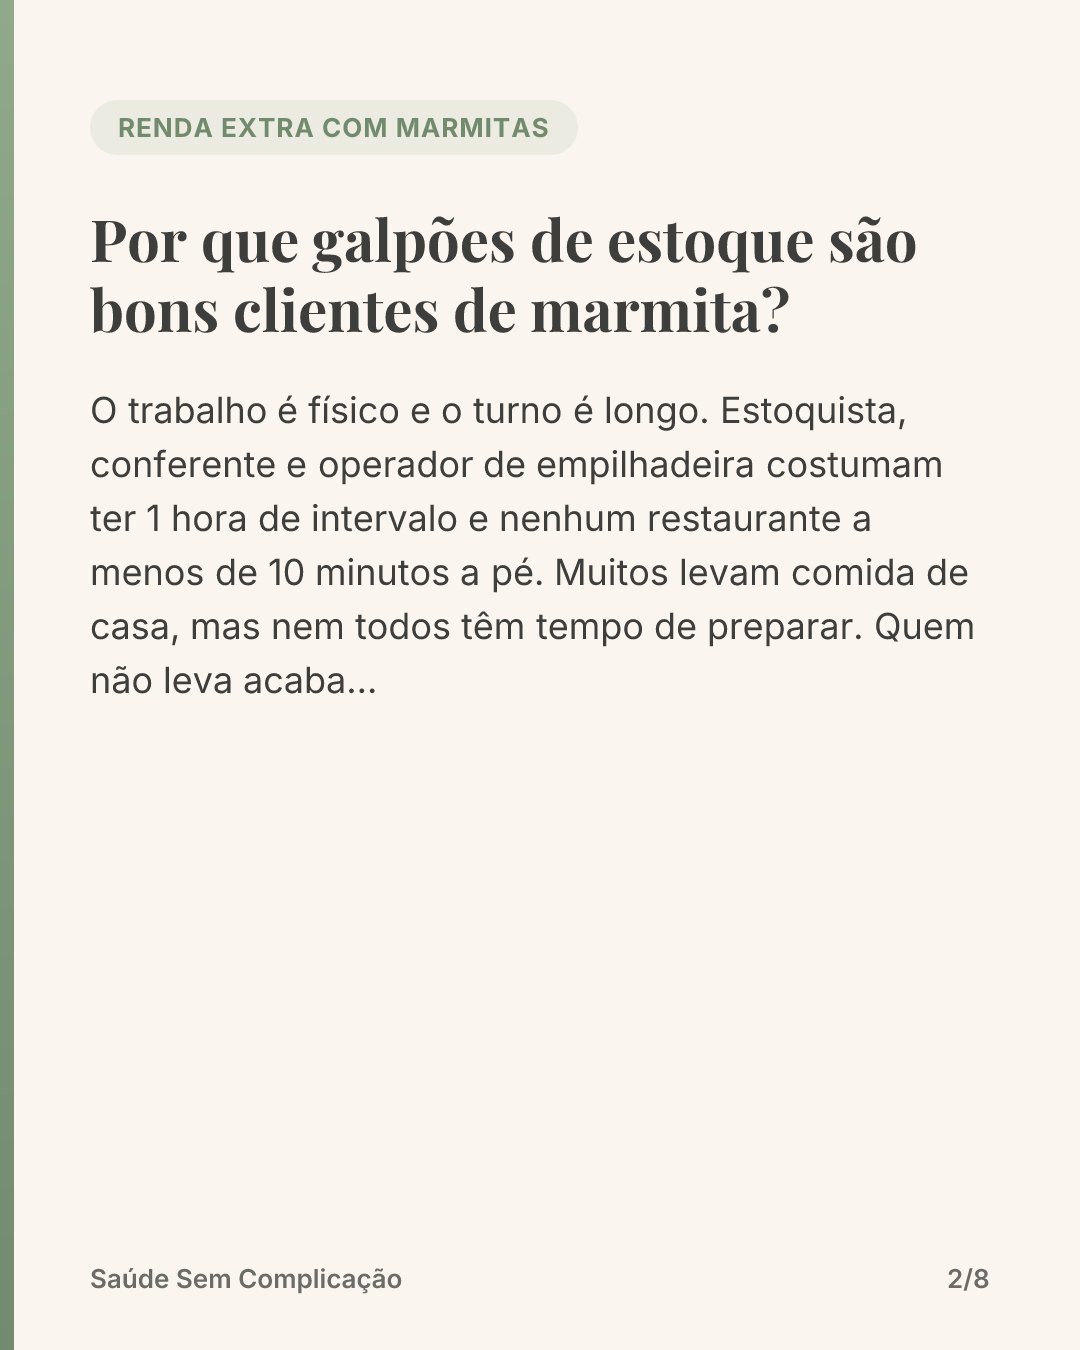 RENDA EXTRA COM MARMITAS
Por que galpões de estoque são
bons clientes de marmita?
O trabalho é físico e o turno é longo. Estoquista,
conferente e operador de empilhadeira costumam
ter 1 hora de intervalo e nenhum restaurante a
menos de 10 minutos a pé. Muitos levam comida de
casa, mas nem todos têm tempo de preparar. Quem
não leva acaba...
Saúde Sem Complicação
2/8